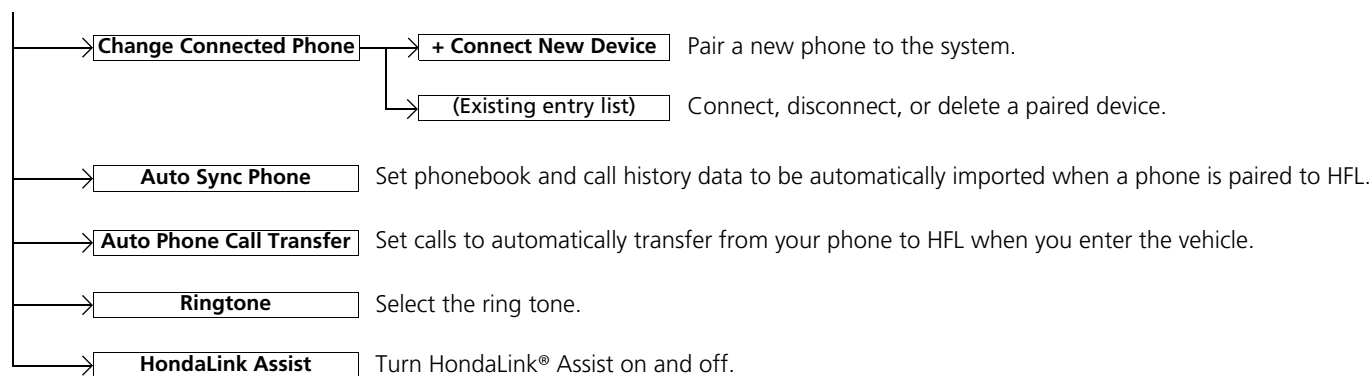 Change Connected Phone + Connect New Device Pair a new phone to the system.
(Existing entry list) Connect, disconnect, or delete a paired device.
Auto Sync Phone Set phonebook and call history data to be automatically imported when a phone is paired to HFL.
Auto Phone Call Transfer Set calls to automatically transfer from your phone to HFL when you enter the vehicle.
Ringtone Select the ring tone.
HondaLink Assist Turn HondaLink® Assist on and off.